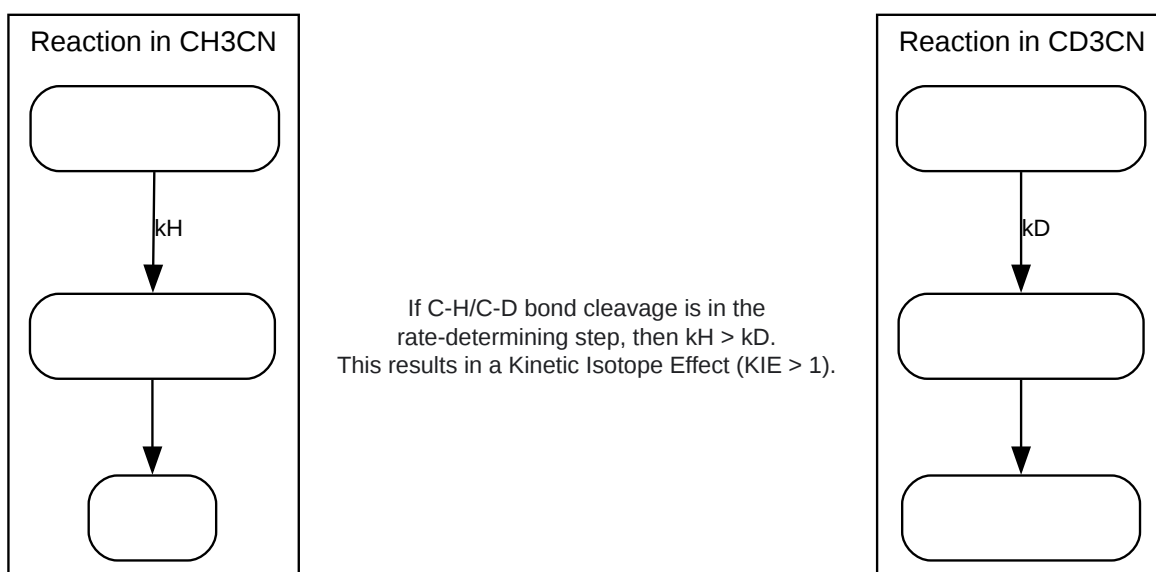 Reaction in CH3CN
kH
If C-H/C-D bond cleavage is in the
rate-determining step, then kH > kD.
This results in a Kinetic Isotope Effect (KIE > 1).
Reaction in CD3CN
kD